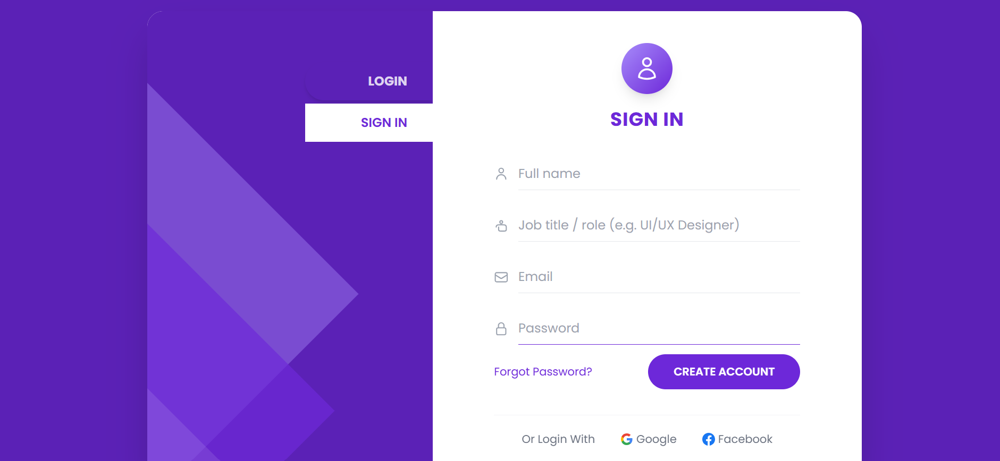 LOGIN
SIGN IN
SIGN IN
Full name
Job title / role (e.g. UI/UX Designer)
Email
Password
Forgot Password?
CREATE ACCOUNT
Or Login With
Google
Facebook